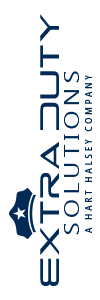 EXTRA DUTY
SOLUTIONS
A HART HALSEY COMPANY